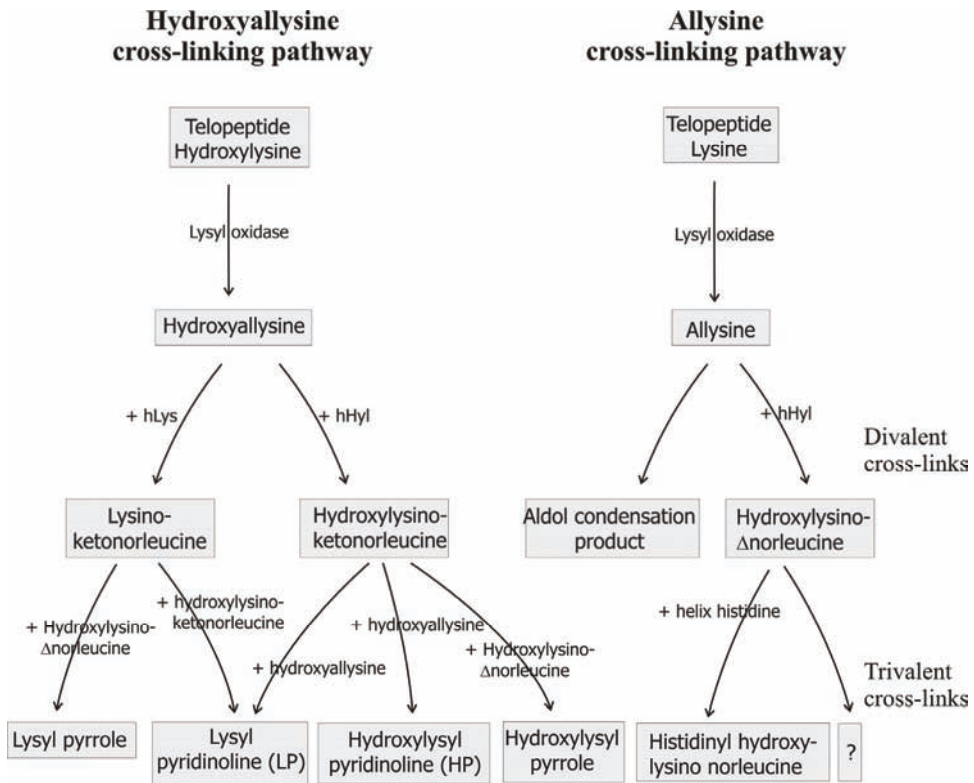 Hydroxyallysine
cross-linking pathway
Allysine
cross-linking pathway
Telopeptide
Hydroxylysine
Telopeptide
Lysine
Lysyl oxidase
Lysyl oxidase
Hydroxyallysine
Allysine
+ hLys
+ hHyl
+ hHyl
Divalent
cross-links
Lysino-
ketonorleucine
Hydroxylysino-
ketonorleucine
Aldol condensation
product
Hydroxylysino-
Δnorleucine
+ Hydroxylysino-
Δnorleucine
+ hydroxylysino-
ketonorleucine
+ hydroxyallysine
+ hydroxyallysine
+ Hydroxylysino-
Δnorleucine
+ helix histidine
Trivalent
cross-links
Lysyl pyrrole
Lysyl
pyridinoline (LP)
Hydroxylysyl
pyridinoline (HP)
Hydroxylysyl
pyrrole
Histidinyl hydroxy-
lysino norleucine
?